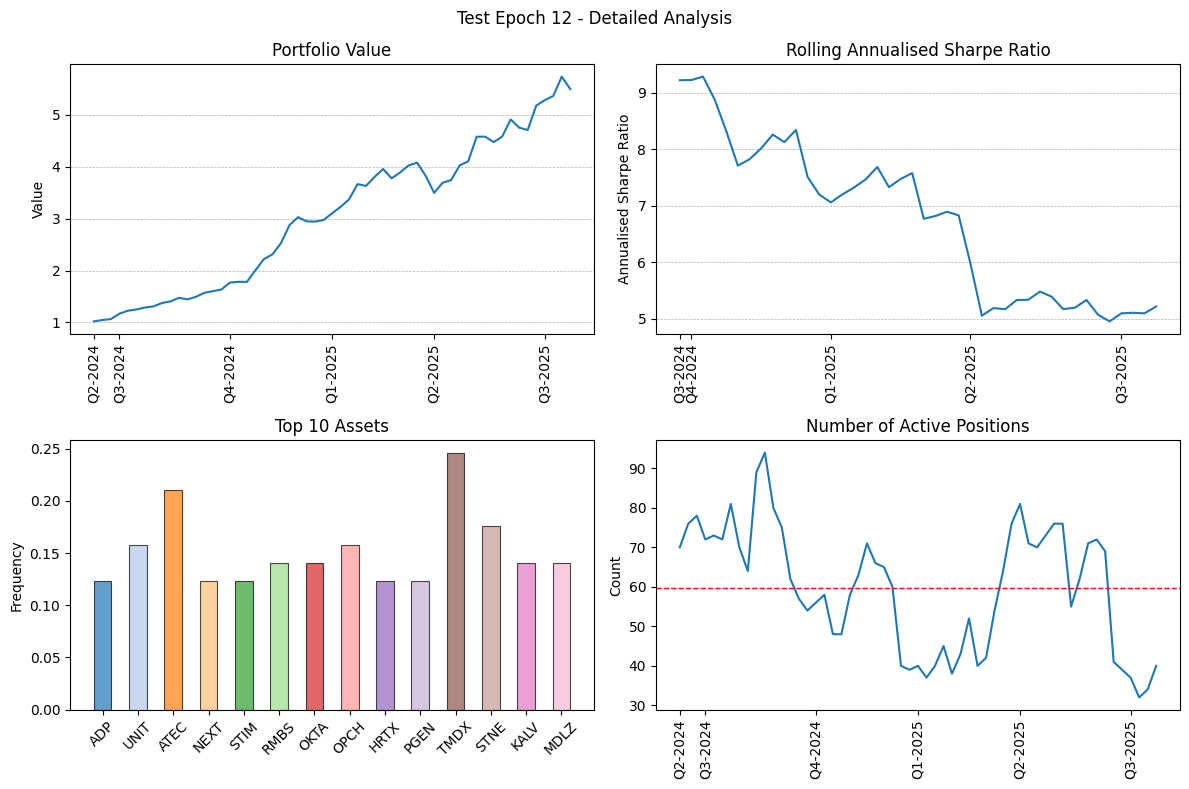 Test Epoch 12 - Detailed Analysis
Portfolio Value
Value
5
4
3
2
1
Q2-2024
Q3-2024
Q4-2024
Q1-2025
Q2-2025
Q3-2025
Rolling Annualised Sharpe Ratio
Annualised Sharpe Ratio
9
8
7
6
5
Q3-2024
Q4-2024
Q1-2025
Q2-2025
Q3-2025
Top 10 Assets
Frequency
0.25
0.20
0.15
0.10
0.05
0.00
ADP
UNIT
ATEC
NEXT
STIM
RMBS
OKTA
OPCH
HRTX
PGEN
TMDX
STNE
KALV
MDLZ
Number of Active Positions
Count
90
80
70
60
50
40
30
Q2-2024
Q3-2024
Q4-2024
Q1-2025
Q2-2025
Q3-2025